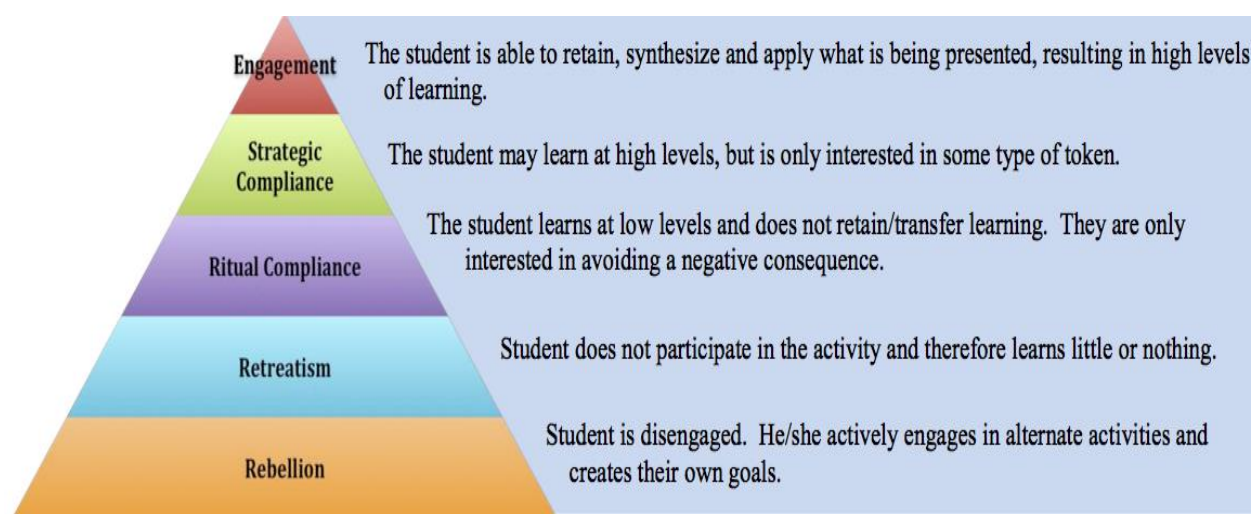 Engagement
The student is able to retain, synthesize and apply what is being presented, resulting in high levels
of learning.
Strategic
Compliance
The student may learn at high levels, but is only interested in some type of token.
Ritual Compliance
The student learns at low levels and does not retain/transfer learning.  They are only
interested in avoiding a negative consequence.
Retreatism
Student does not participate in the activity and therefore learns little or nothing.
Rebellion
Student is disengaged.  He/she actively engages in alternate activities and
creates their own goals.